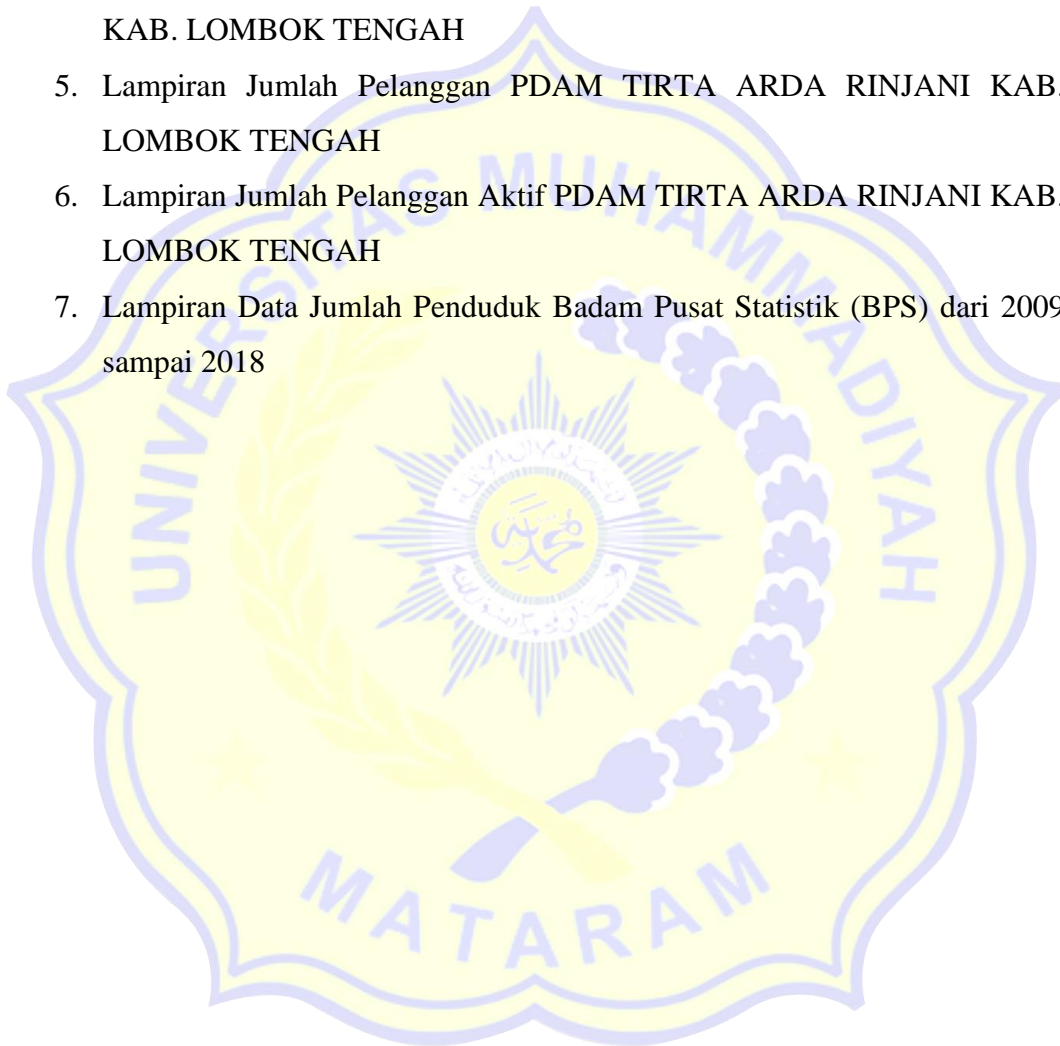 KAB. LOMBOK TENGAH
5. Lampiran Jumlah Pelanggan PDAM TIRTA ARDA RINJANI KAB.
LOMBOK TENGAH
6. Lampiran Jumlah Pelanggan Aktif PDAM TIRTA ARDA RINJANI KAB.
LOMBOK TENGAH
7. Lampiran Data Jumlah Penduduk Badam Pusat Statistik (BPS) dari 2009
sampai 2018
UNIVERSITAS MUHAMMADIYAH
MATARAM